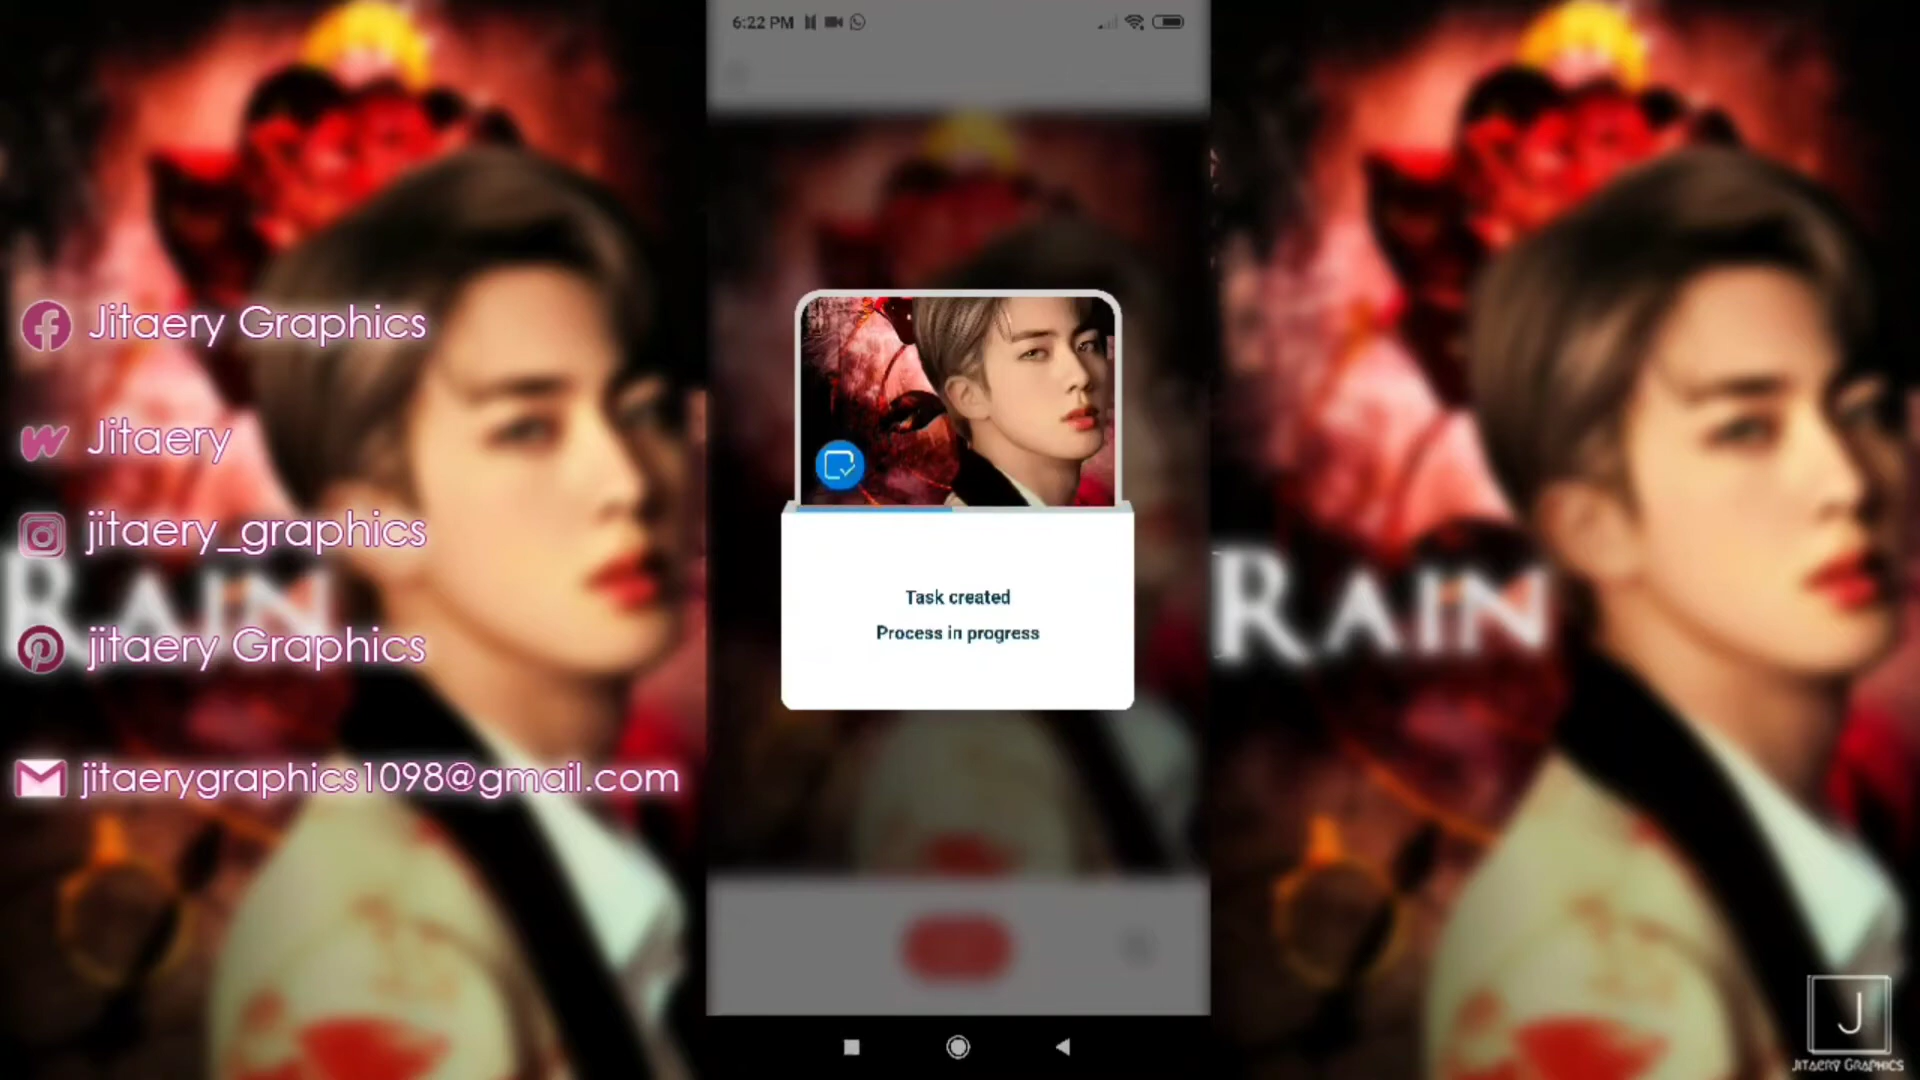 6:22 PM
Jitaery Graphics
Jitaery
jitaery_graphics
RAIN
jitaery Graphics
jitaerygraphics1098@gmail.com
Task created
Process in progress
RAIN
J
JITAERY GRAPHICS